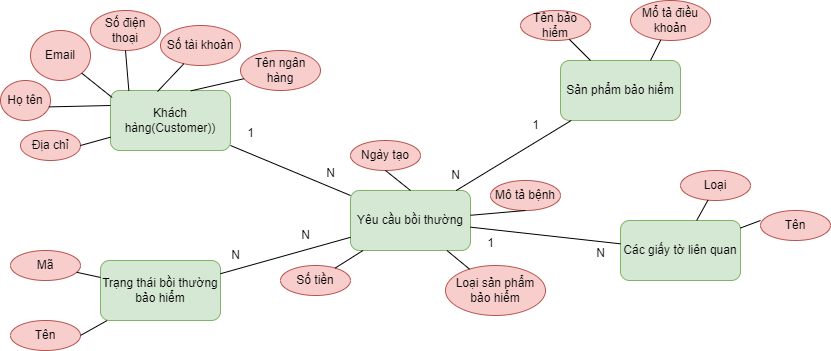 Số điện
thoại
Số tài khoản
Email
Tên ngân
hàng
Họ tên
Khách
hàng(Customer))
Địa chỉ
1
N
Tên bảo
hiểm
Mổ tả điều
khoản
Sản phẩm bảo hiểm
1
N
Ngày tạo
Mô tả bệnh
Yêu cầu bồi thường
Số tiền
Loại sản phẩm
bảo hiểm
1
N
Loại
Tên
Các giấy tờ liên quan
N
N
Mã
Trạng thái bồi thường
bảo hiểm
Tên